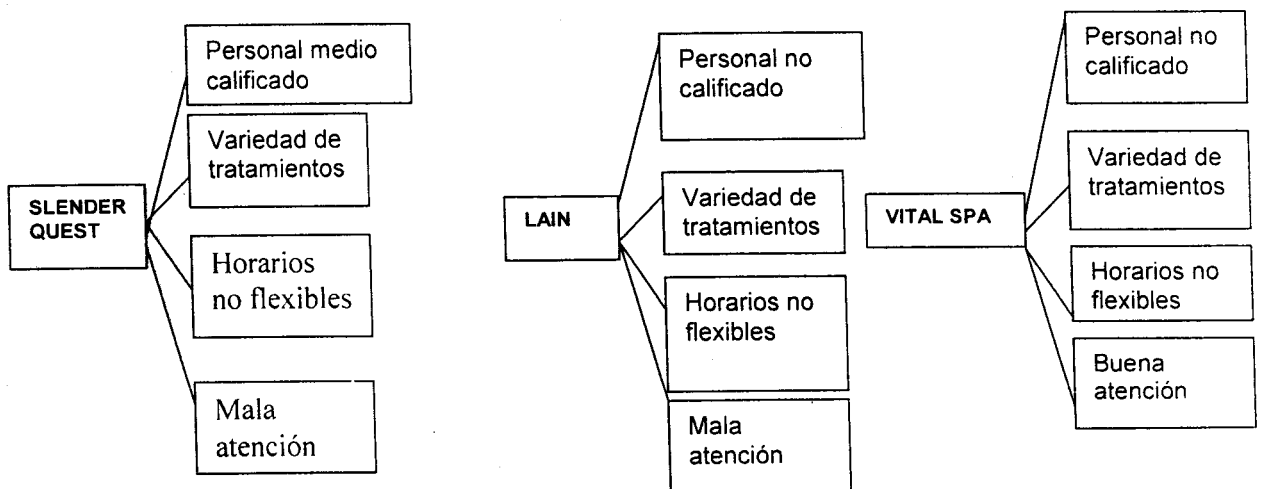 SLENDER
QUEST
Personal medio
calificado
Variedad de
tratamientos
Horarios
no flexibles
Mala
atención
LAIN
Personal no
calificado
Variedad de
tratamientos
Horarios no
flexibles
Mala
atención
VITAL SPA
Personal no
calificado
Variedad de
tratamientos
Horarios no
flexibles
Buena
atención